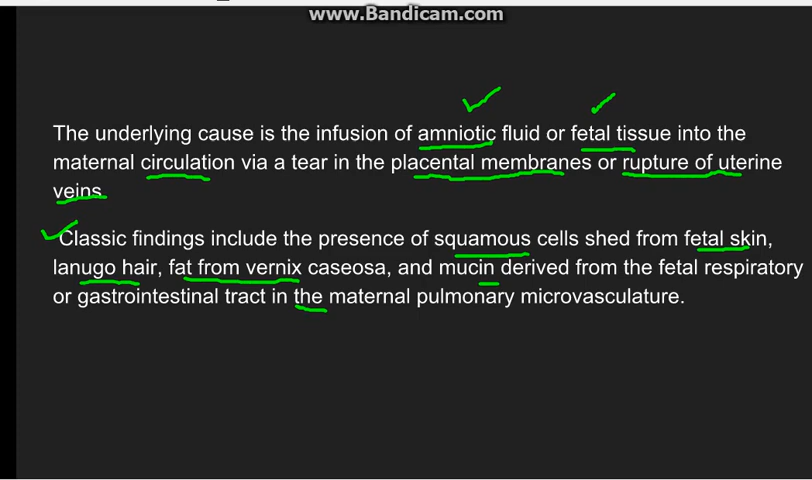 www.Bandicam.com
The underlying cause is the infusion of amniotic fluid or fetal tissue into the
maternal circulation via a tear in the placental membranes or rupture of uterine
veins.
Classic findings include the presence of squamous cells shed from fetal skin,
lanugo hair, fat from vernix caseosa, and mucin derived from the fetal respiratory
or gastrointestinal tract in the maternal pulmonary microvasculature.